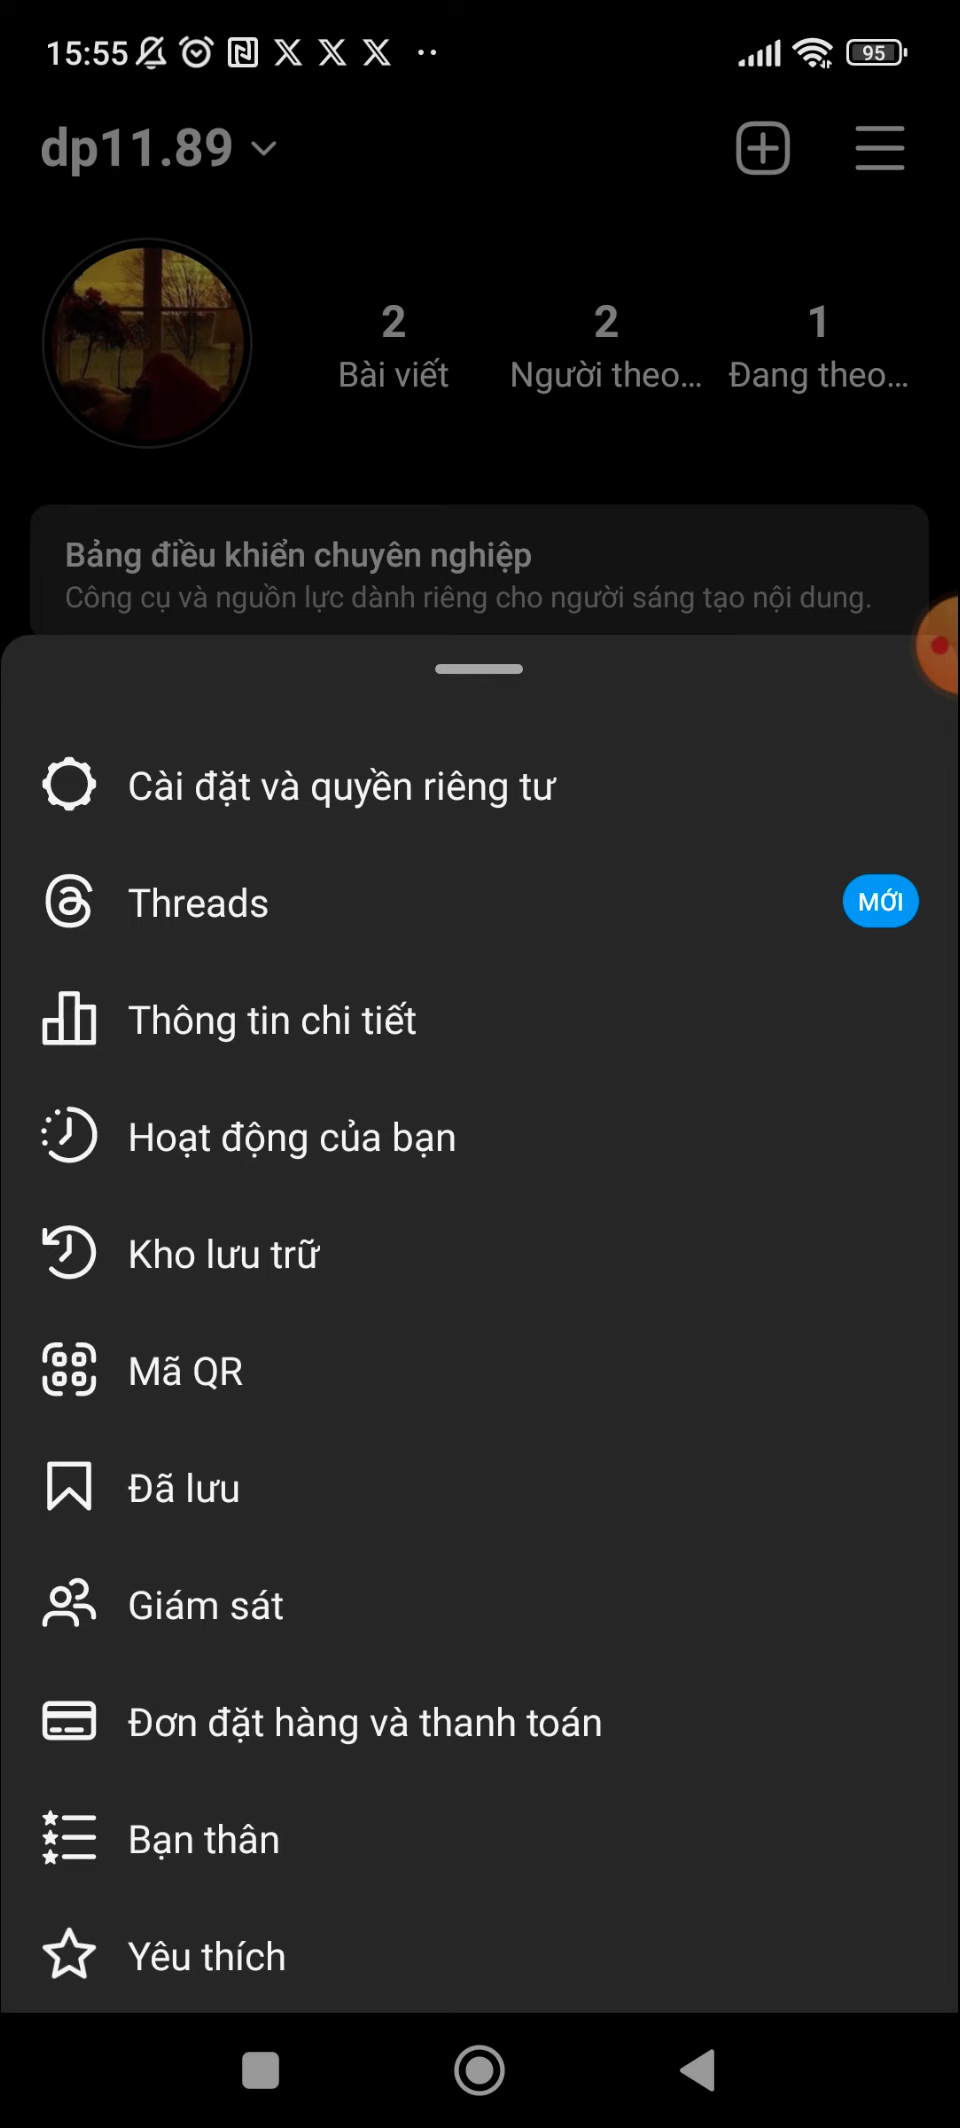 15:55
95
dp11.89
2
2
1
Bài viết
Người theo...
Đang theo...
Bảng điều khiển chuyên nghiệp
Công cụ và nguồn lực dành riêng cho người sáng tạo nội dung.
Cài đặt và quyền riêng tư
Threads
MỚI
Thông tin chi tiết
Hoạt động của bạn
Kho lưu trữ
Mã QR
Đã lưu
Giám sát
Đơn đặt hàng và thanh toán
Bạn thân
Yêu thích